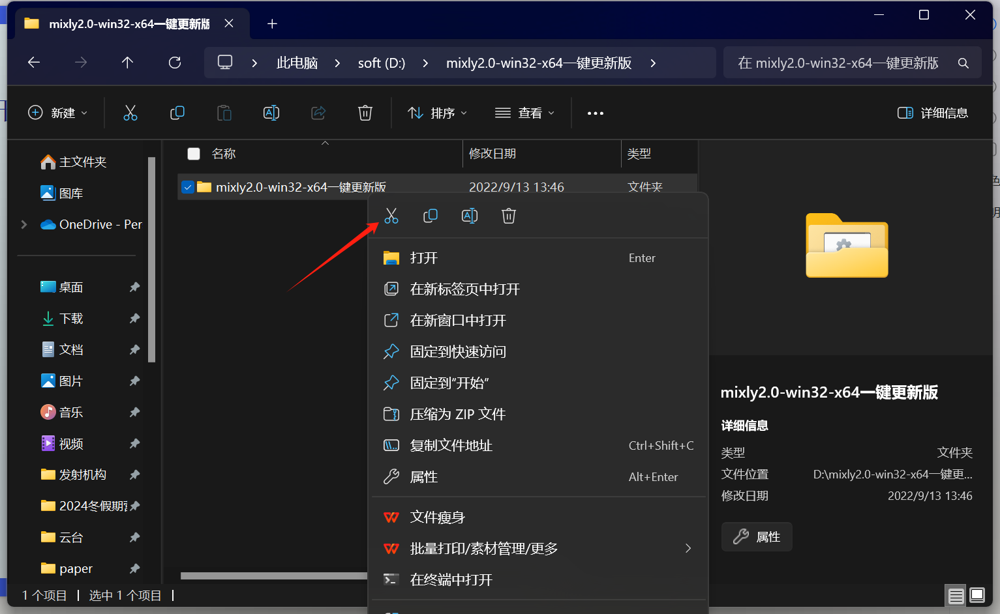 mixly2.0-win32-x64一键更新版
此电脑
soft (D:)
mixly2.0-win32-x64一键更新版
在 mixly2.0-win32-x64一键更新版
新建
排序
查看
详细信息
名称
修改日期
类型
mixly2.0-win32-x64一键更新版
2022/9/13 13:46
文件夹
主文件夹
图库
OneDrive - Per
桌面
下载
文档
图片
音乐
视频
发射机构
2024冬假期
云台
paper
打开
Enter
在新标签页中打开
在新窗口中打开
固定到快速访问
固定到"开始"
压缩为 ZIP 文件
复制文件地址
Ctrl+Shift+C
属性
Alt+Enter
文件瘦身
批量打印/素材管理/更多
在终端中打开
mixly2.0-win32-x64一键更新版
详细信息
类型
文件夹
文件位置
D:\mixly2.0-win32-x64一键更...
修改日期
2022/9/13 13:46
属性
1 个项目
选中 1 个项目